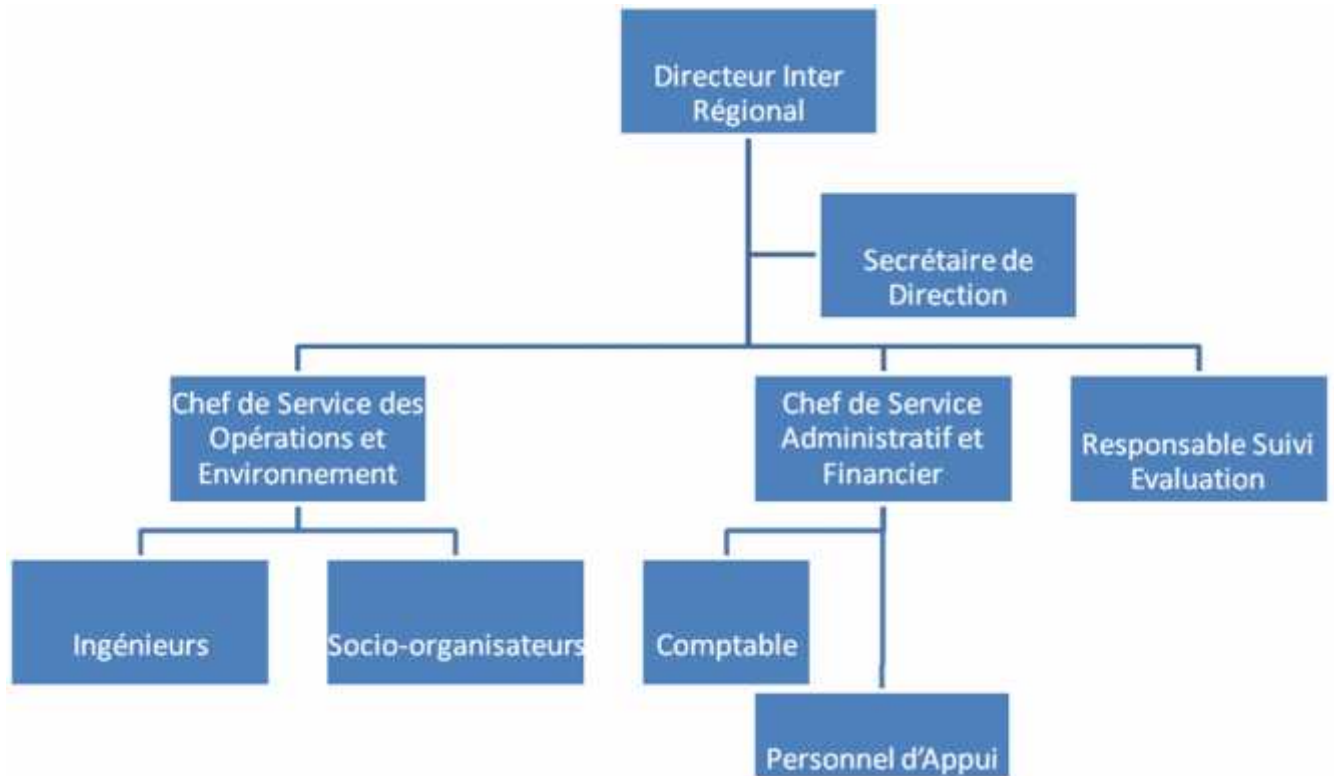 Directeur Inter
Régional
Secrétaire de
Direction
Chef de Service des
Opérations et
Environnement
Chef de Service
Administratif et
Financier
Responsable Suivi
Evaluation
Ingénieurs
Socio-organisateurs
Comptable
Personnel d'Appui